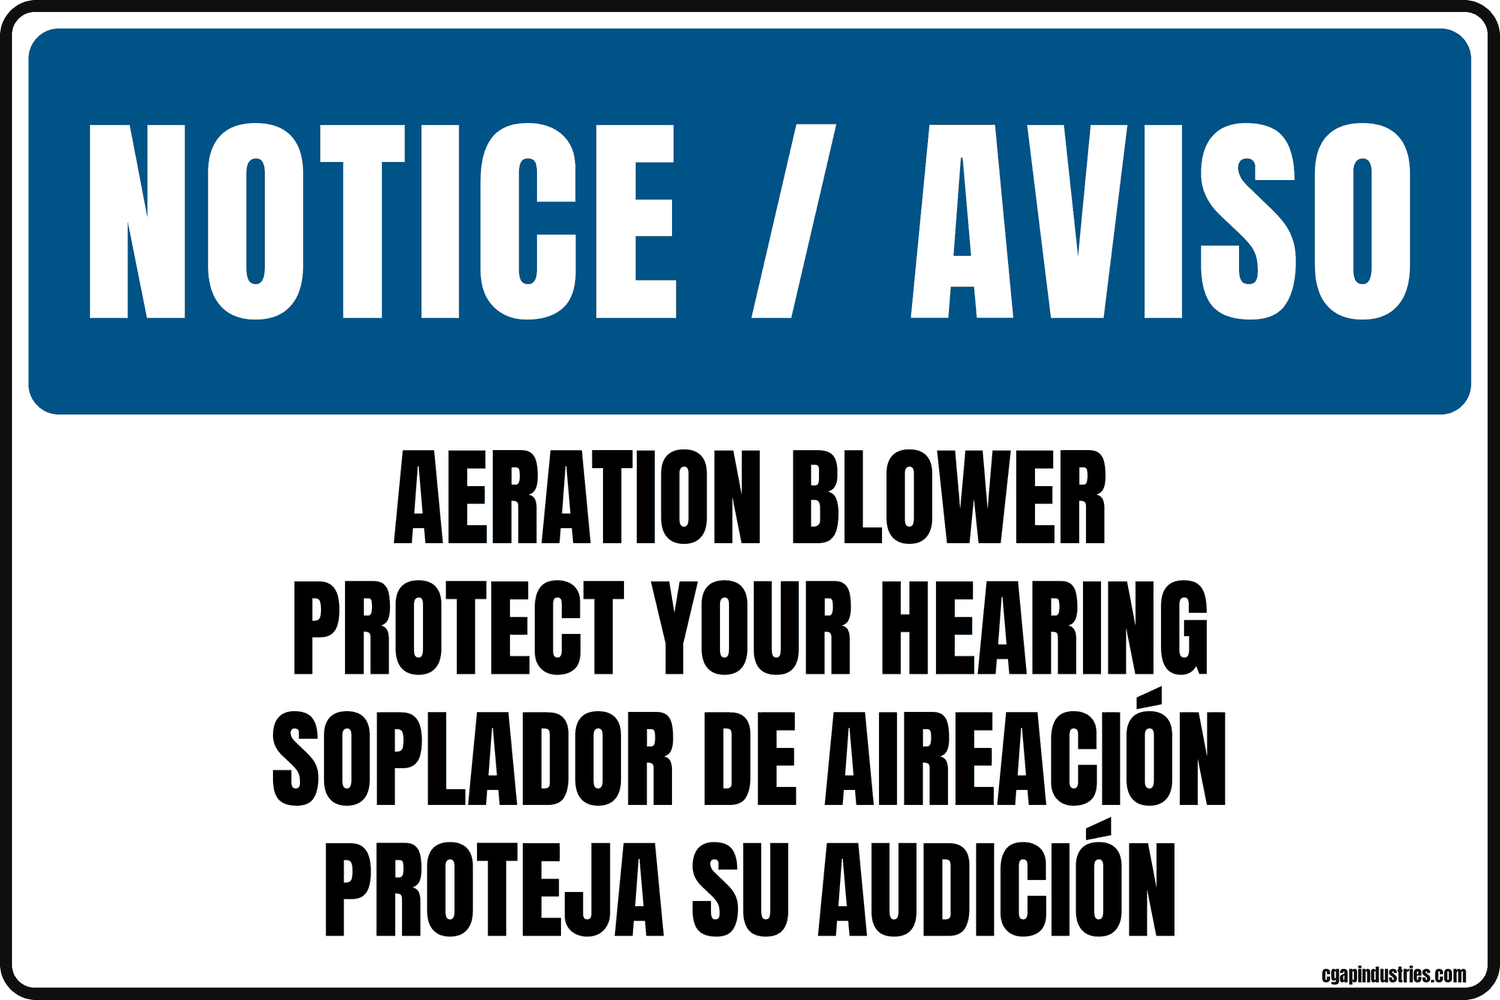 NOTICE / AVISO
AERATION BLOWER
PROTECT YOUR HEARING
SOPLADOR DE AIREACIÓN
PROTEJA SU AUDICIÓN
cgapindustries.com